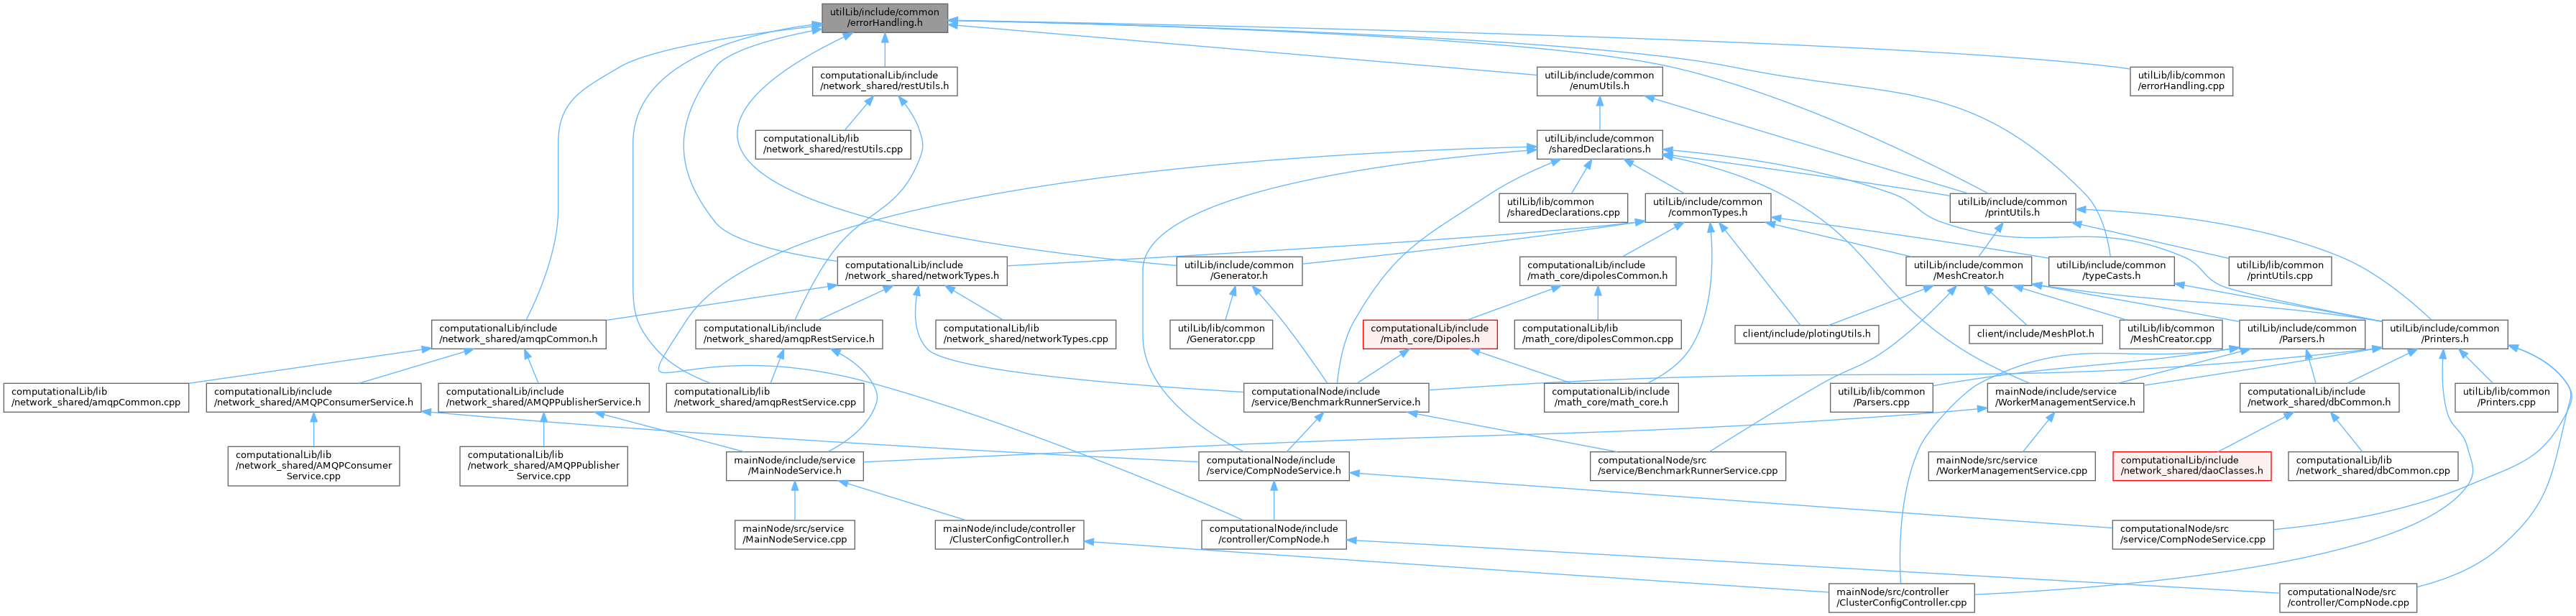 utilLib/include/common
/errorHandling.h
computationalLib/include
/network_shared/restUtils.h
utilLib/include/common
/enumUtils.h
utilLib/lib/common
/errorHandling.cpp
computationalLib/lib
/network_shared/restUtils.cpp
utilLib/include/common
/sharedDeclarations.h
utilLib/lib/common
/sharedDeclarations.cpp
utilLib/include/common
/commonTypes.h
utilLib/include/common
/printUtils.h
computationalLib/include
/network_shared/networkTypes.h
utilLib/include/common
/Generator.h
computationalLib/include
/math_core/dipolesCommon.h
utilLib/include/common
/MeshCreator.h
utilLib/include/common
/typeCasts.h
utilLib/lib/common
/printUtils.cpp
computationalLib/include
/network_shared/amqpCommon.h
computationalLib/include
/network_shared/amqpRestService.h
computationalLib/lib
/network_shared/networkTypes.cpp
utilLib/lib/common
/Generator.cpp
computationalLib/include
/math_core/Dipoles.h
computationalLib/lib
/math_core/dipolesCommon.cpp
client/include/plotingUtils.h
client/include/MeshPlot.h
utilLib/lib/common
/MeshCreator.cpp
utilLib/include/common
/Parsers.h
utilLib/include/common
/Printers.h
computationalLib/lib
/network_shared/amqpCommon.cpp
computationalLib/include
/network_shared/AMQPConsumerService.h
computationalLib/include
/network_shared/AMQPPublisherService.h
computationalLib/lib
/network_shared/amqpRestService.cpp
computationalNode/include
/service/BenchmarkRunnerService.h
computationalLib/include
/math_core/math_core.h
utilLib/lib/common
/Parsers.cpp
mainNode/include/service
/WorkerManagementService.h
computationalLib/include
/network_shared/dbCommon.h
utilLib/lib/common
/Printers.cpp
computationalLib/lib
/network_shared/AMQPConsumer
Service.cpp
computationalLib/lib
/network_shared/AMQPPublisher
Service.cpp
mainNode/include/service
/MainNodeService.h
computationalNode/include
/service/CompNodeService.h
computationalNode/src
/service/BenchmarkRunnerService.cpp
mainNode/src/service
/WorkerManagementService.cpp
computationalLib/include
/network_shared/daoClasses.h
computationalLib/lib
/network_shared/dbCommon.cpp
mainNode/src/service
/MainNodeService.cpp
mainNode/include/controller
/ClusterConfigController.h
computationalNode/include
/controller/CompNode.h
computationalNode/src
/service/CompNodeService.cpp
mainNode/src/controller
/ClusterConfigController.cpp
computationalNode/src
/controller/CompNode.cpp